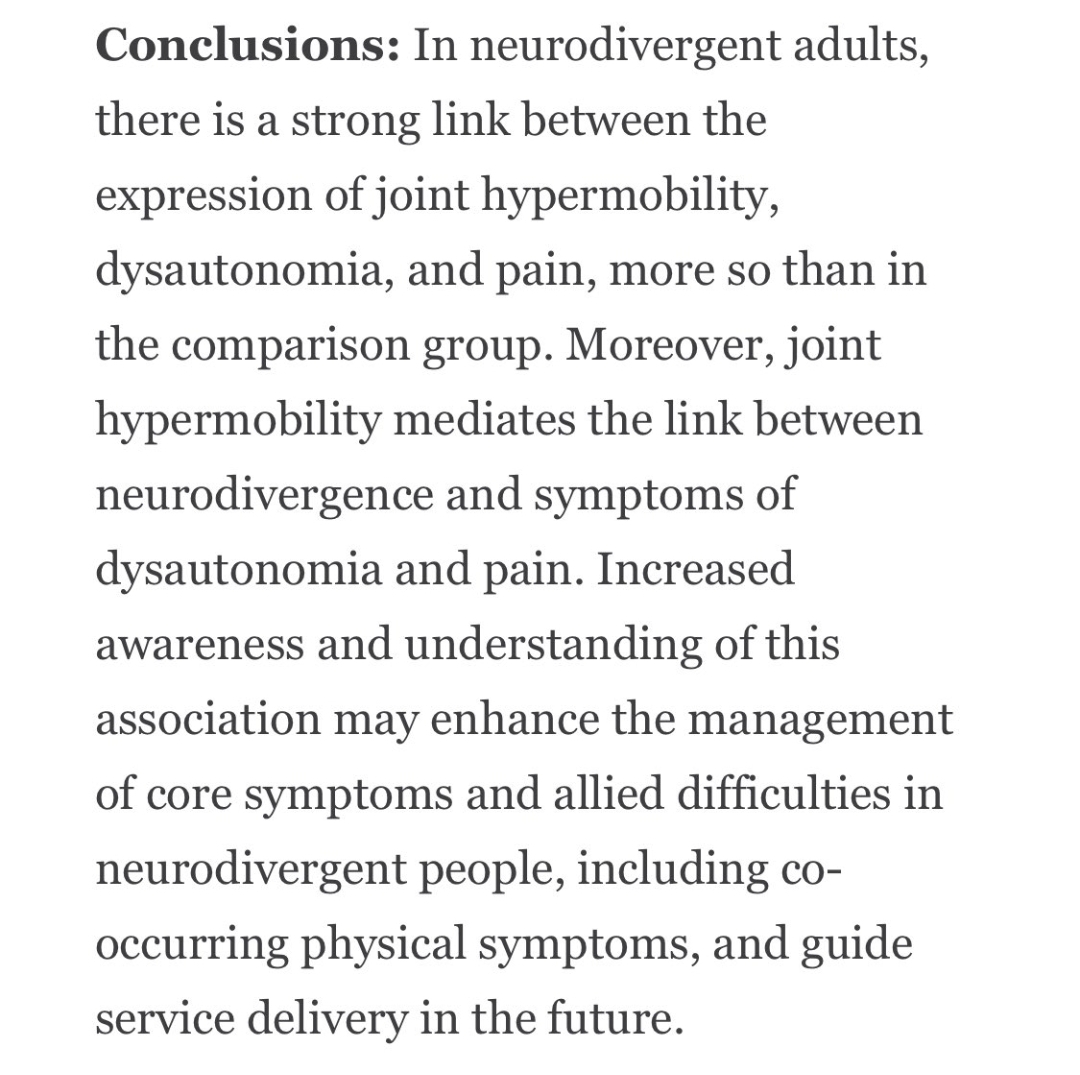 Conclusions: In neurodivergent adults,
there is a strong link between the
expression of joint hypermobility,
dysautonomia, and pain, more so than in
the comparison group. Moreover, joint
hypermobility mediates the link between
neurodivergence and symptoms of
dysautonomia and pain. Increased
awareness and understanding of this
association may enhance the management
of core symptoms and allied difficulties in
neurodivergent people, including co-
occurring physical symptoms, and guide
service delivery in the future.